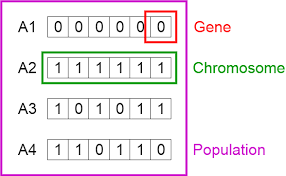 A1 0 0 0 0 0 0 Gene
A2 1 1 1 1 1 1 Chromosome
A3 1 0 1 0 1 1
A4 1 1 0 1 1 0 Population